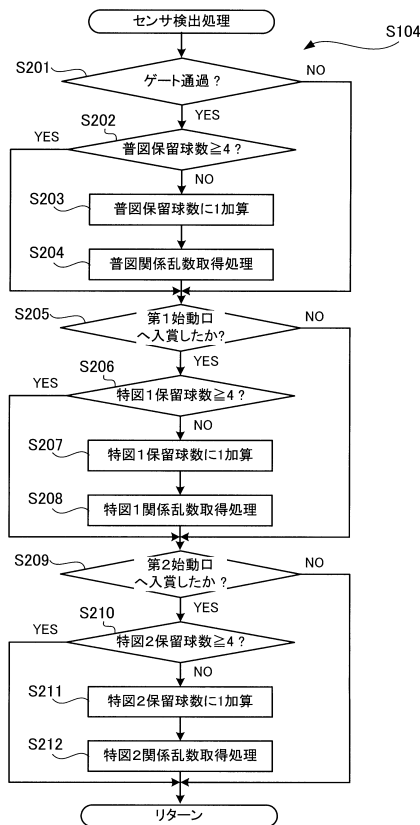 センサ検出処理
S104
S201
ゲート通過?
NO
YES
S202
YES
普図保留球数≧4?
NO
S203
普図保留球数に1加算
S204
普図関係乱数取得処理
S205
第1始動口
へ入賞したか?
NO
YES
S206
YES
特図1保留球数≧4?
NO
S207
特図1保留球数に1加算
S208
特図1関係乱数取得処理
S209
第2始動口
へ入賞したか?
NO
YES
S210
YES
特図2保留球数≧4?
NO
S211
特図2保留球数に1加算
S212
特図2関係乱数取得処理
リターン